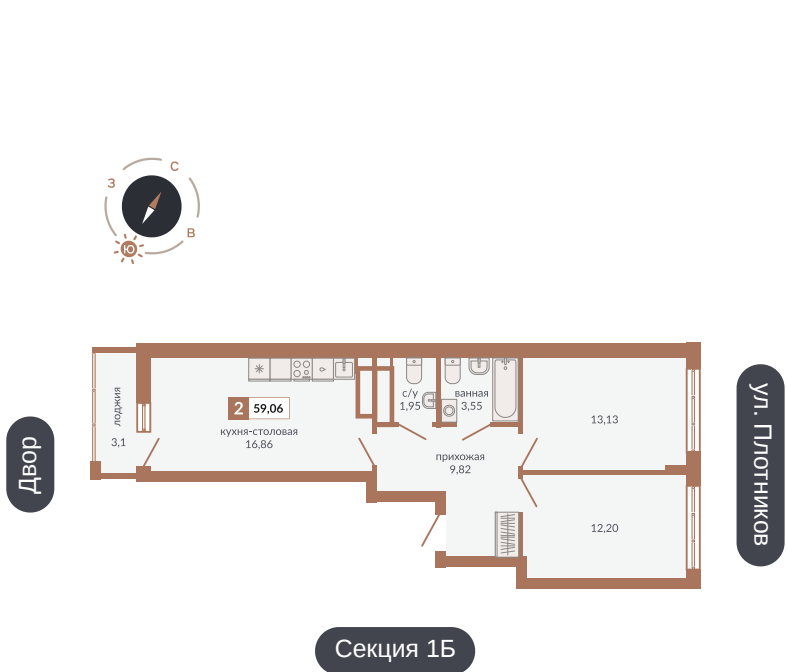 С
З
В
Ю
лоджия
3,1
2 59,06
кухня-столовая
16,86
с/у
1,95
ванная
3,55
прихожая
9,82
13,13
12,20
Двор
ул. Плотников
Секция 1Б